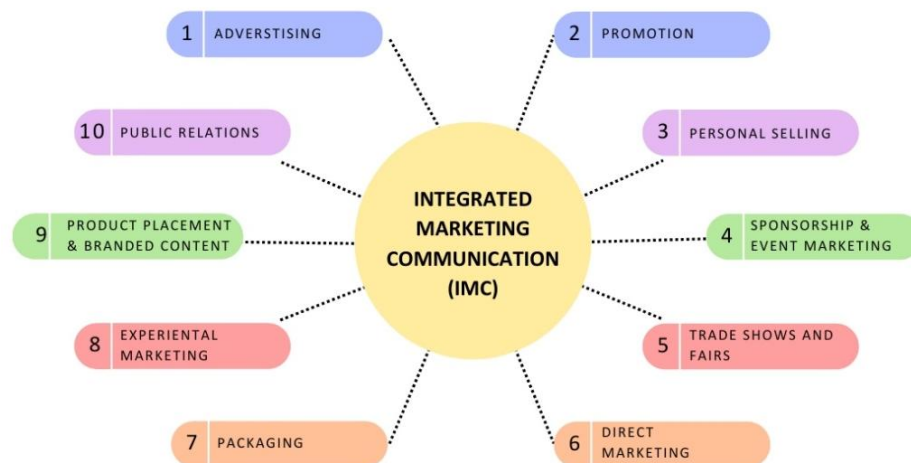 1 ADVERSTISING
2 PROMOTION
10 PUBLIC RELATIONS
3 PERSONAL SELLING
INTEGRATED
MARKETING
COMMUNICATION
(IMC)
9 PRODUCT PLACEMENT
& BRANDED CONTENT
4 SPONSORSHIP &
EVENT MARKETING
8 EXPERIENTAL
MARKETING
5 TRADE SHOWS AND
FAIRS
7 PACKAGING
6 DIRECT
MARKETING